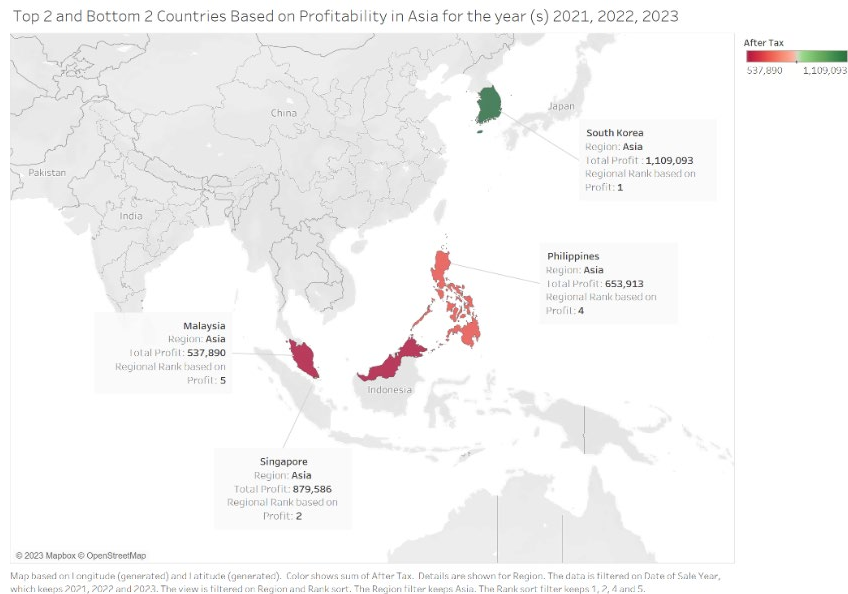 Top 2 and Bottom 2 Countries Based on Profitability in Asia for the year (s) 2021, 2022, 2023
After Tax
537,890 1,109,093
China
Japan
South Korea
Region: Asia
Total Profit : 1,109,093
Regional Rank based on
Profit: 1
Pakistan
India
Philippines
Region: Asia
Total Profit: 653,913
Regional Rank based on
Profit: 4
Malaysia
Region: Asia
Total Profit: 537,890
Regional Rank based on
Profit: 5
Indonesia
Singapore
Region: Asia
Total Profit: 879,586
Regional Rank based on
Profit: 2
© 2023 Mapbox © OpenStreetMap
Map based on Longitude (generated) and Latitude (generated). Color shows sum of After Tax. Details are shown for Region. The data is filtered on Date of Sale Year,
which keeps 2021, 2022 and 2023. The view is filtered on Region and Rank sort. The Region filter keeps Asia. The Rank sort filter keeps 1, 2, 4 and 5.